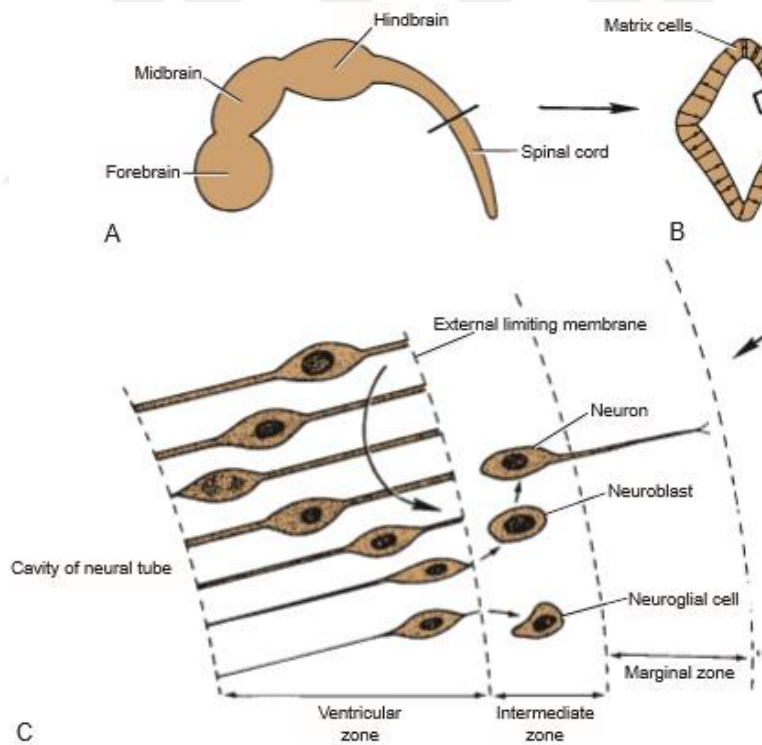 Hindbrain
Matrix cells
Midbrain
Spinal cord
Forebrain
A
B
External limiting membrane
Neuron
Neuroblast
Cavity of neural tube
Neuroglial cell
Marginal zone
Ventricular
zone
Intermediate
zone
C